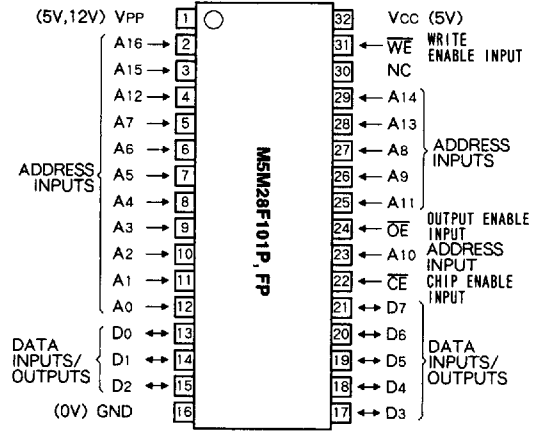 (5V,12V) VPP 1 32 VCC (5V)
A16 2 31 WE WRITE ENABLE INPUT
A15 3 30 NC
A12 4 29 A14
A7 5 28 A13
A6 6 27 A8
A5 7 26 A9
A4 8 25 A11
A3 9 24 OE OUTPUT ENABLE INPUT
A2 10 23 A10 ADDRESS INPUT
A1 11 22 CE CHIP ENABLE INPUT
A0 12 21 D7
D0 13 20 D6
D1 14 19 D5
D2 15 18 D4
(0V) GND 16 17 D3
ADDRESS
INPUTS
DATA
INPUTS/
OUTPUTS
M5M28F101P, FP
ADDRESS
INPUTS
DATA
INPUTS/
OUTPUTS